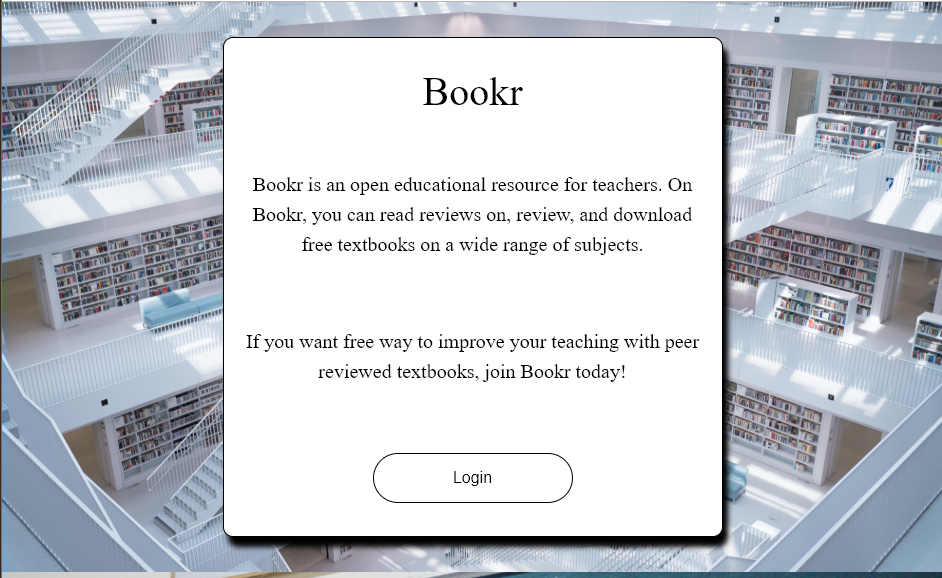 Bookr
Bookr is an open educational resource for teachers. On
Bookr, you can read reviews on, review, and download
free textbooks on a wide range of subjects.
If you want free way to improve your teaching with peer
reviewed textbooks, join Bookr today!
Login